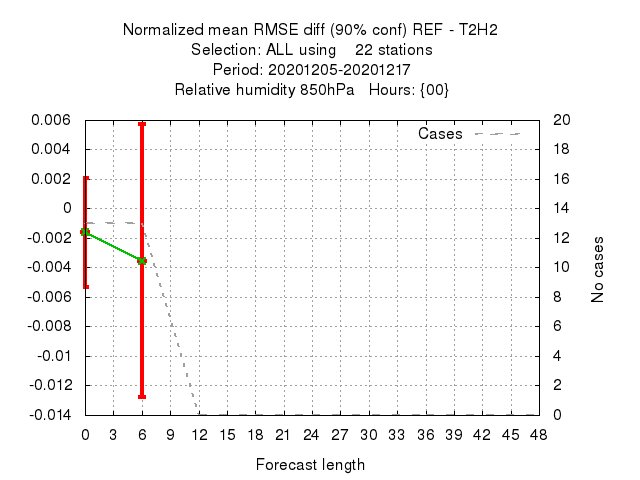 Normalized mean RMSE diff (90% conf) REF - T2H2
Selection: ALL using    22 stations
Period: 20201205-20201217
Relative humidity 850hPa   Hours: {00}
0.006
0.004
0.002
0
-0.002
-0.004
-0.006
-0.008
-0.01
-0.012
-0.014
Cases
20
18
16
14
12
10
8
6
4
2
0
No cases
0 3 6 9 12 15 18 21 24 27 30 33 36 39 42 45 48
Forecast length